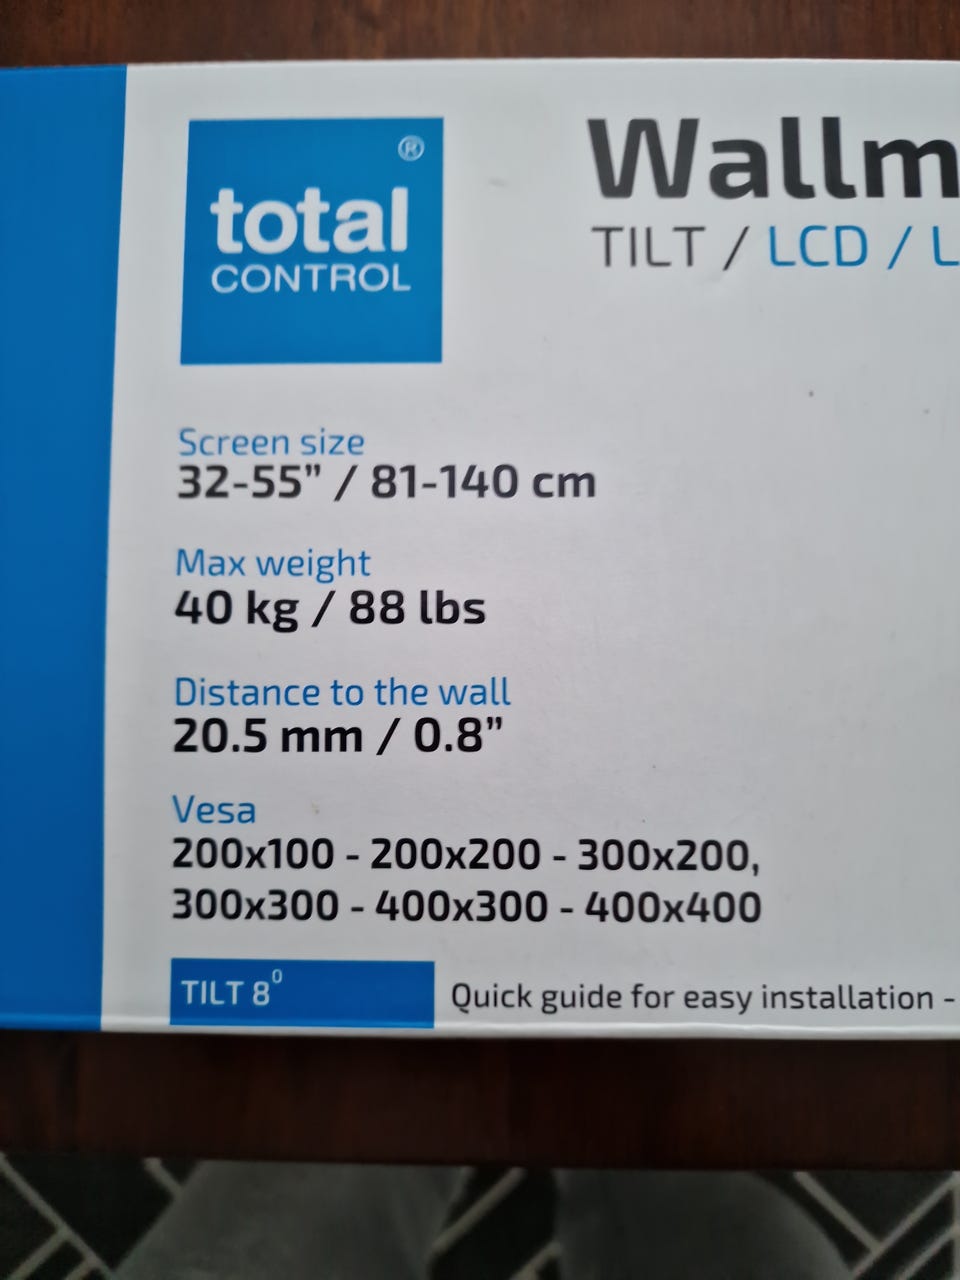 ®
total
CONTROL
Wallm
TILT / LCD / L
Screen size
32-55” / 81-140 cm
Max weight
40 kg / 88 lbs
Distance to the wall
20.5 mm / 0.8”
Vesa
200x100 - 200x200 - 300x200,
300x300 - 400x300 - 400x400
TILT 8⁰
Quick guide for easy installation -